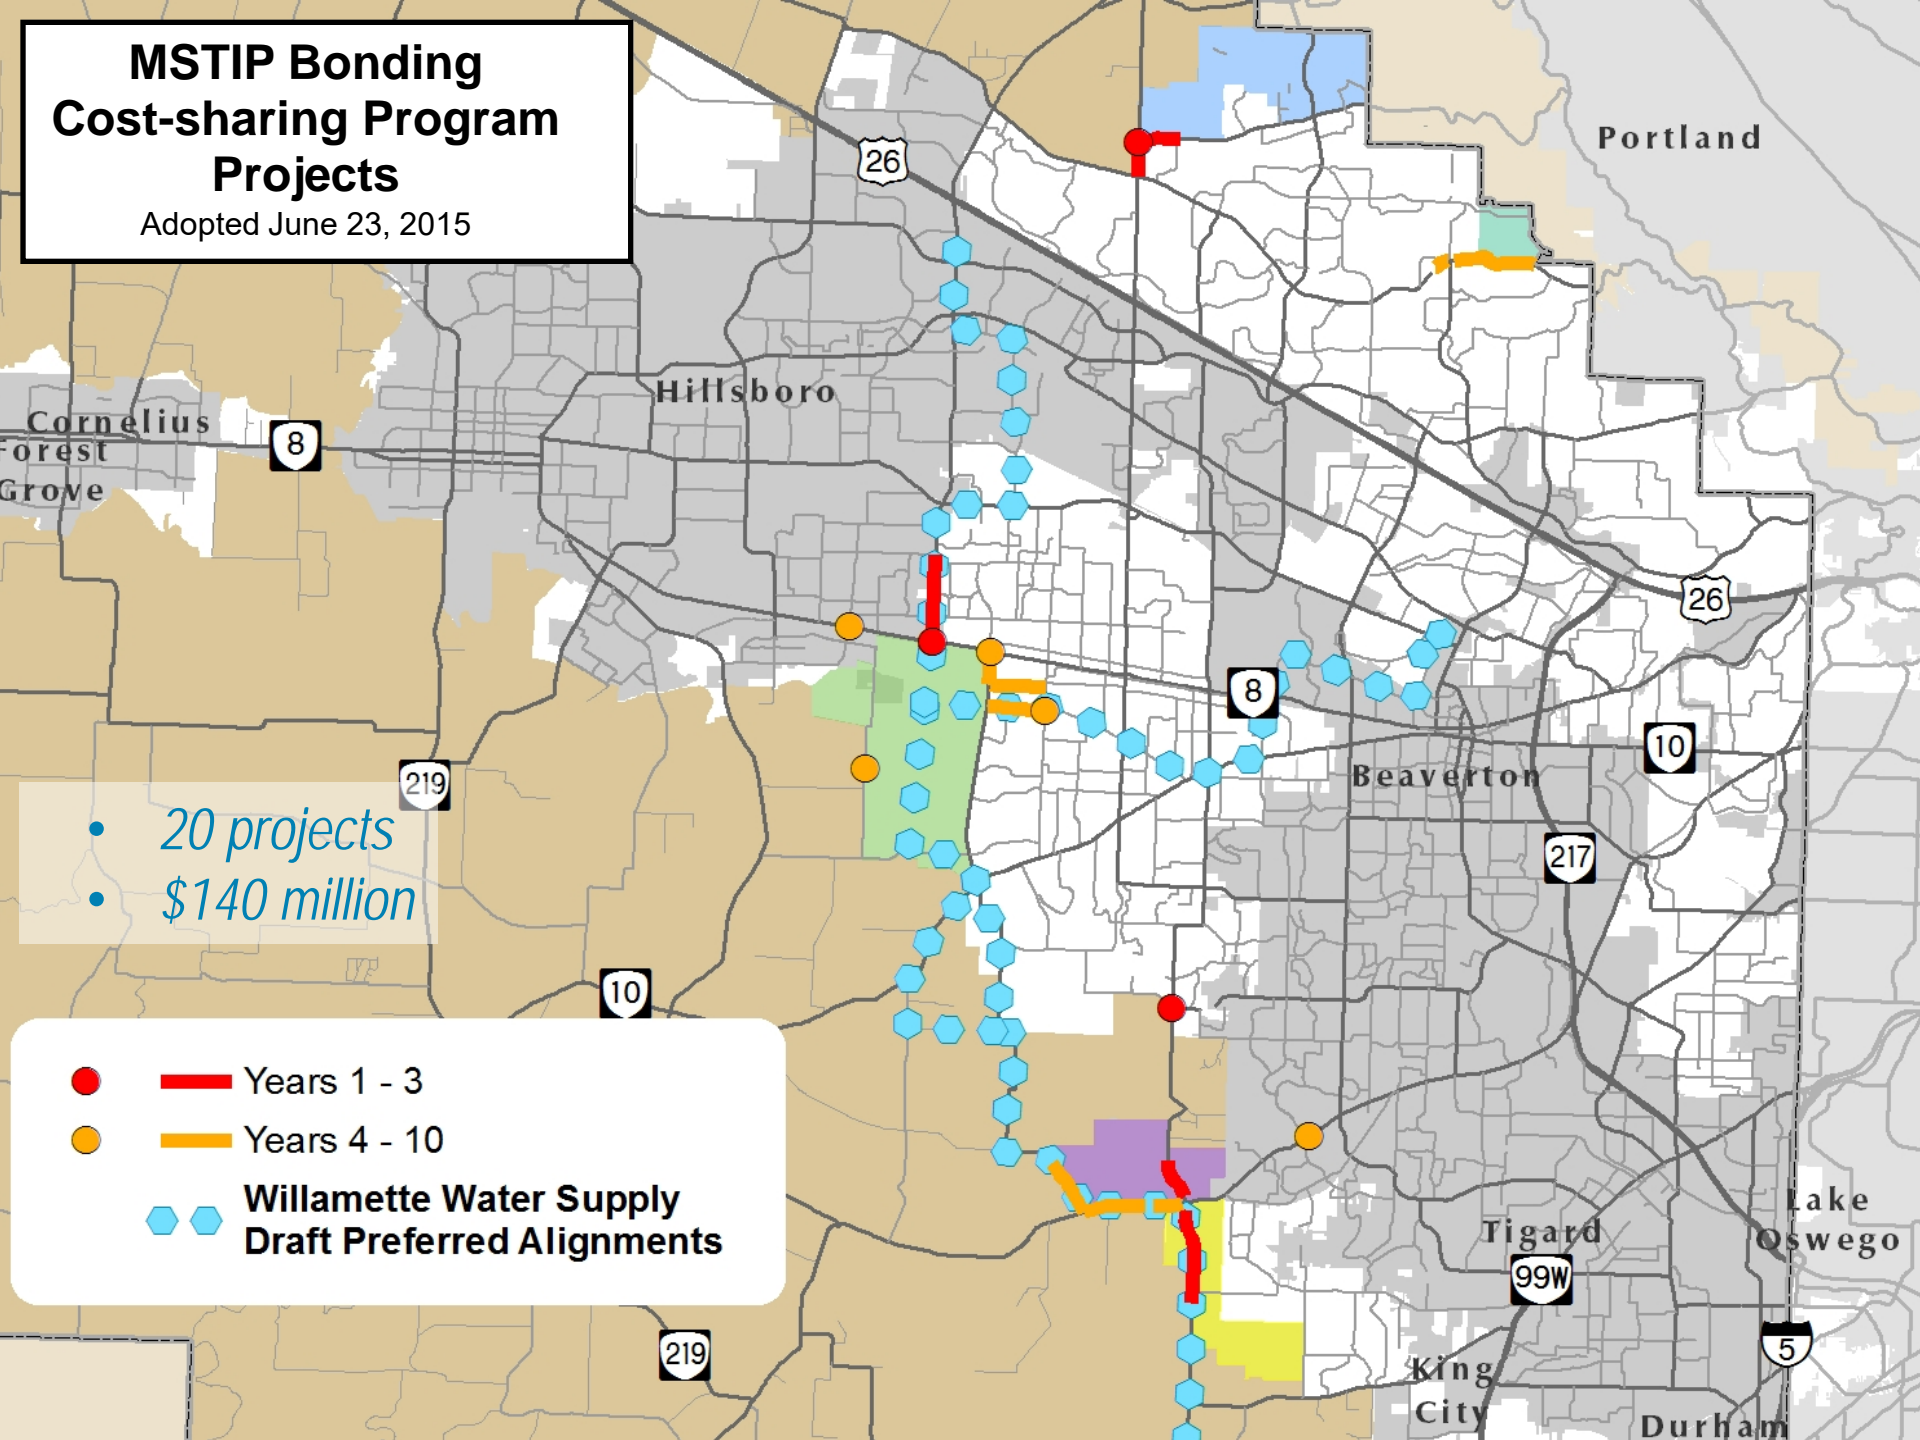 MSTIP Bonding
Cost-sharing Program
Projects
Adopted June 23, 2015
26
Portland
Hillsboro
Cornelius
Forest
Grove
8
26
8
10
Beaverton
219
• 20 projects
• $140 million
217
10
Years 1 - 3
Years 4 - 10
Willamette Water Supply
Draft Preferred Alignments
Lake
Oswego
Tigard
99W
219
5
King
City
Durham